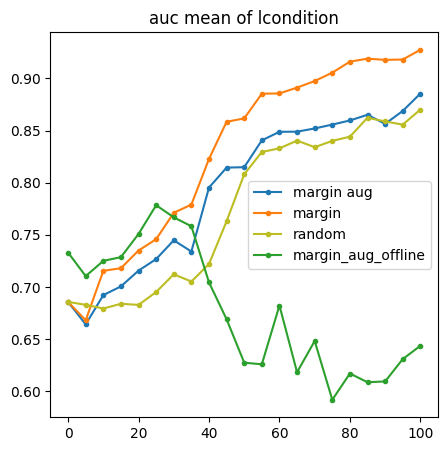 auc mean of lcondition
0.90
0.85
0.80
0.75
0.70
0.65
0.60
margin aug
margin
random
margin_aug_offline
0 20 40 60 80 100